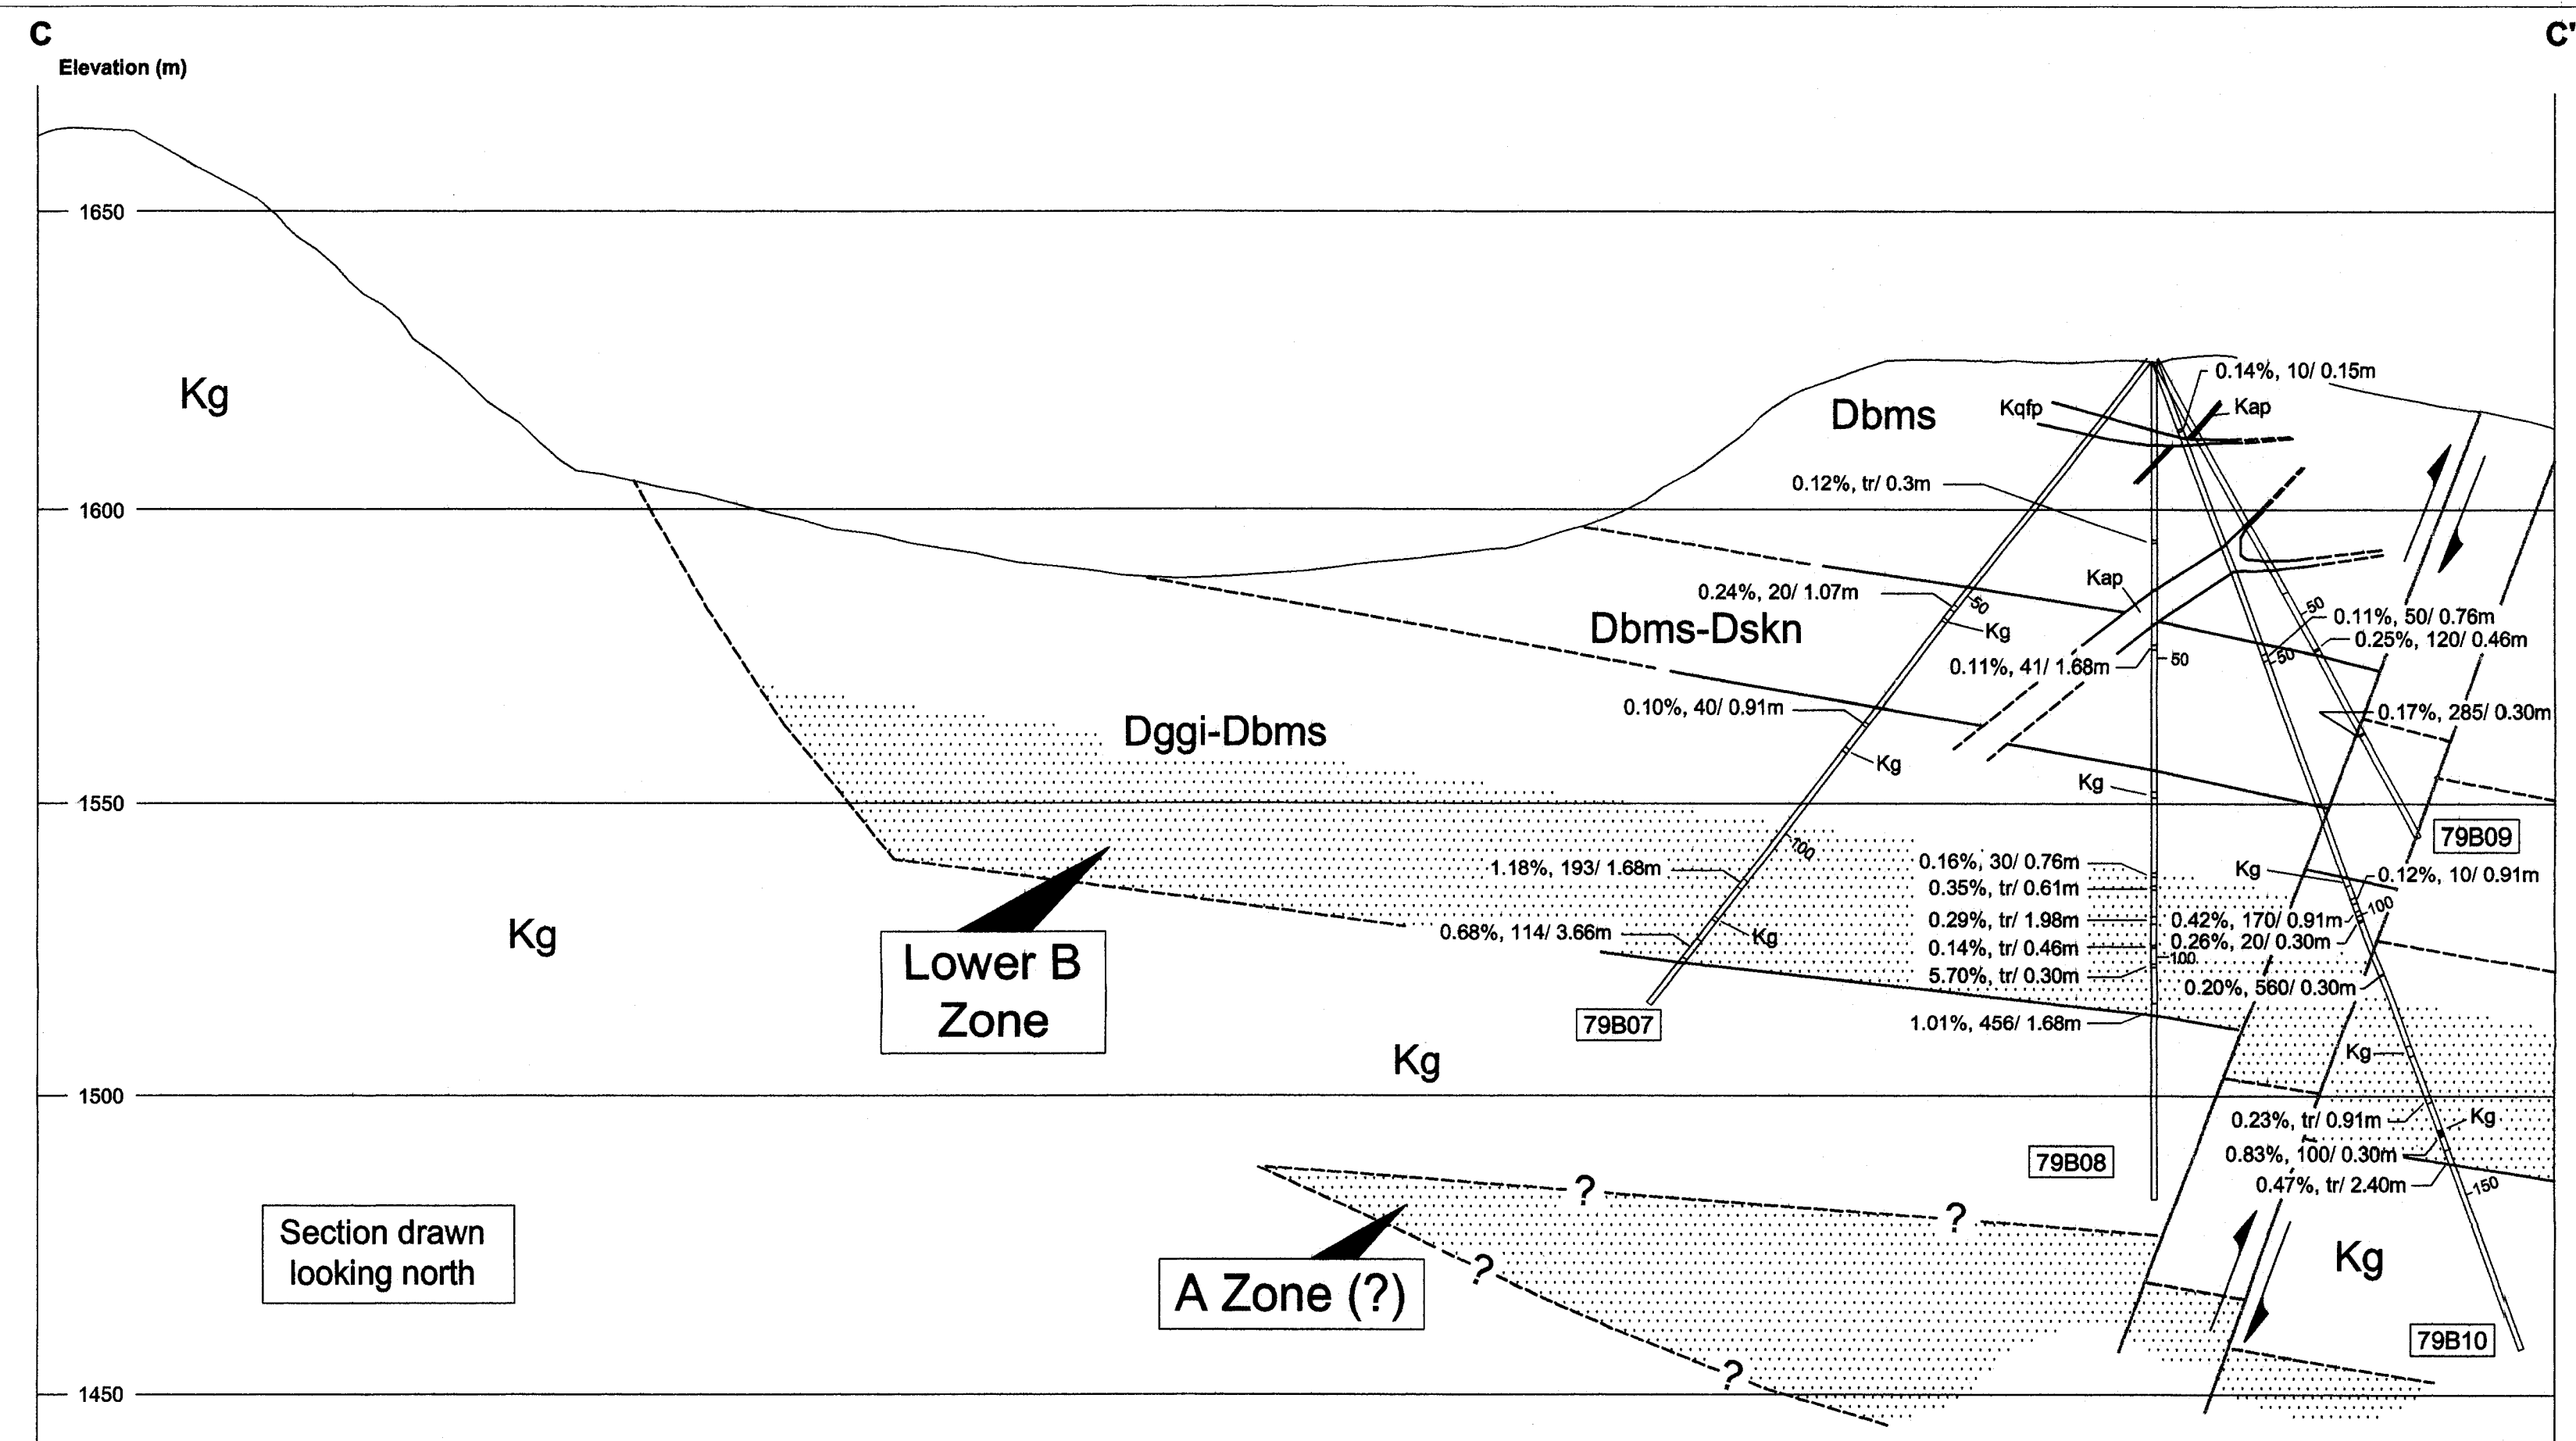 C
C'
Elevation (m)
1650
0.14%, 10/ 0.15m
Kg
Dbms
Kqfp
Kap
0.12%, tr/ 0.3m
1600
Kap
0.24%, 20/ 1.07m
50
50
0.11%, 50/ 0.76m
Kg
Dbms-Dskn
0.25%, 120/ 0.46m
0.11%, 41/ 1.68m
50
50
0.10%, 40/ 0.91m
0.17%, 285/ 0.30m
Dggi-Dbms
Kg
Kg
1550
79B09
100
0.16%, 30/ 0.76m
1.18%, 193/ 1.68m
Kg
0.12%, 10/ 0.91m
0.35%, tr/ 0.61m
100
0.29%, tr/ 1.98m
0.42%, 170/ 0.91m
Kg
0.68%, 114/ 3.66m
Kg
0.14%, tr/ 0.46m
0.26%, 20/ 0.30m
100
Lower B
Zone
5.70%, tr/ 0.30m
0.20%, 560/ 0.30m
79B07
1.01%, 456/ 1.68m
Kg
Kg
1500
0.23%, tr/ 0.91m
Kg
79B08
0.83%, 100/ 0.30m
0.47%, tr/ 2.40m
150
?
?
Section drawn
looking north
Kg
?
A Zone (?)
79B10
?
1450